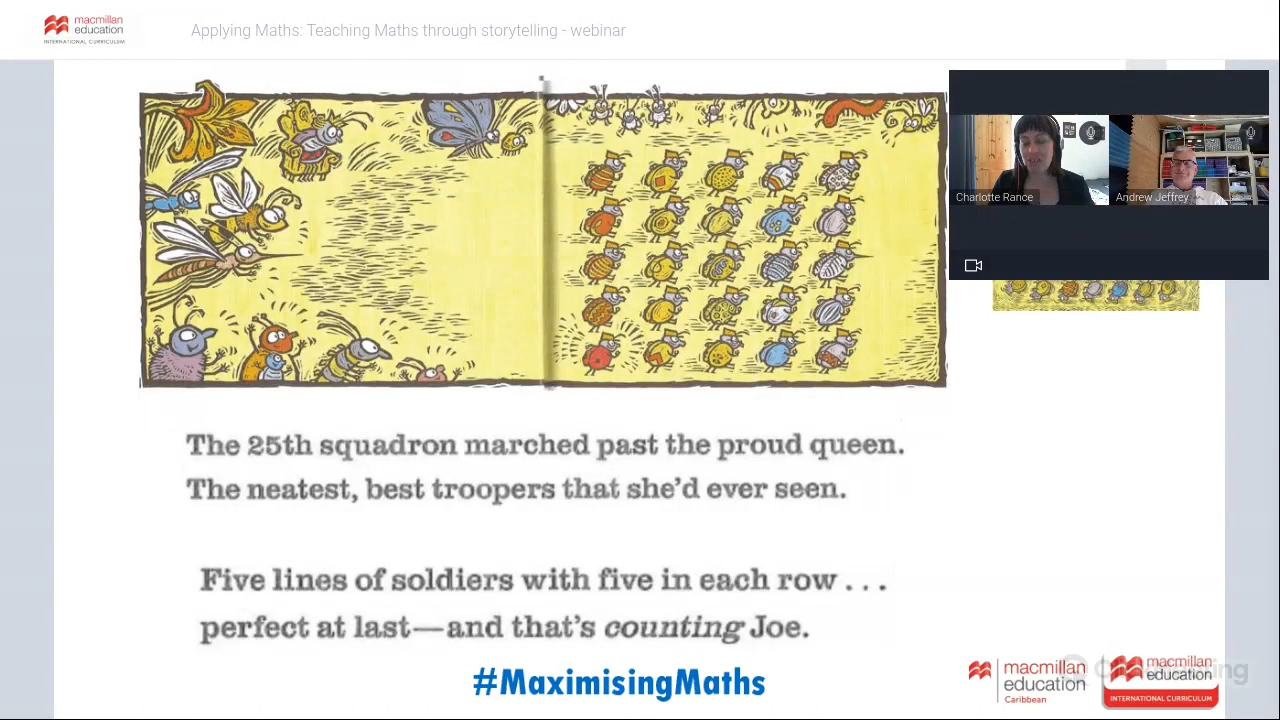 macmillan
education
INTERNATIONAL CURRICULUM
Applying Maths: Teaching Maths through storytelling - webinar
Charlotte Rance
Andrew Jeffrey
The 25th squadron marched past the proud queen.
The neatest, best troopers that she’d ever seen.
Five lines of soldiers with five in each row . . .
perfect at last—and that’s counting Joe.
#MaximisingMaths
macmillan
education
Caribbean
macmillan
education
INTERNATIONAL CURRICULUM